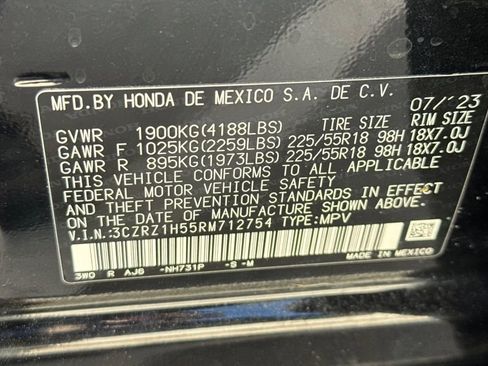 MFD.BY HONDA DE MEXICO S.A. DE C.V. 07/'23
GVWR 1900KG(4188LBS) TIRE SIZE RIM SIZE
GAWR F 1025KG(2259LBS) 225/55R18 98H 18X7.0J
GAWR R 895KG(1973LBS) 225/55R18 98H 18X7.0J
THIS VEHICLE CONFORMS TO ALL APPLICABLE
FEDERAL MOTOR VEHICLE SAFETY
AND THEFT PREVENTION STANDARDS IN EFFECT
ON THE DATE OF MANUFACTURE SHOWN ABOVE.
V.I.N.:3CZRZ1H55RM712754 TYPE:MPV
3W0 R AJ6 -NH731P -S -M
MADE IN MEXICO